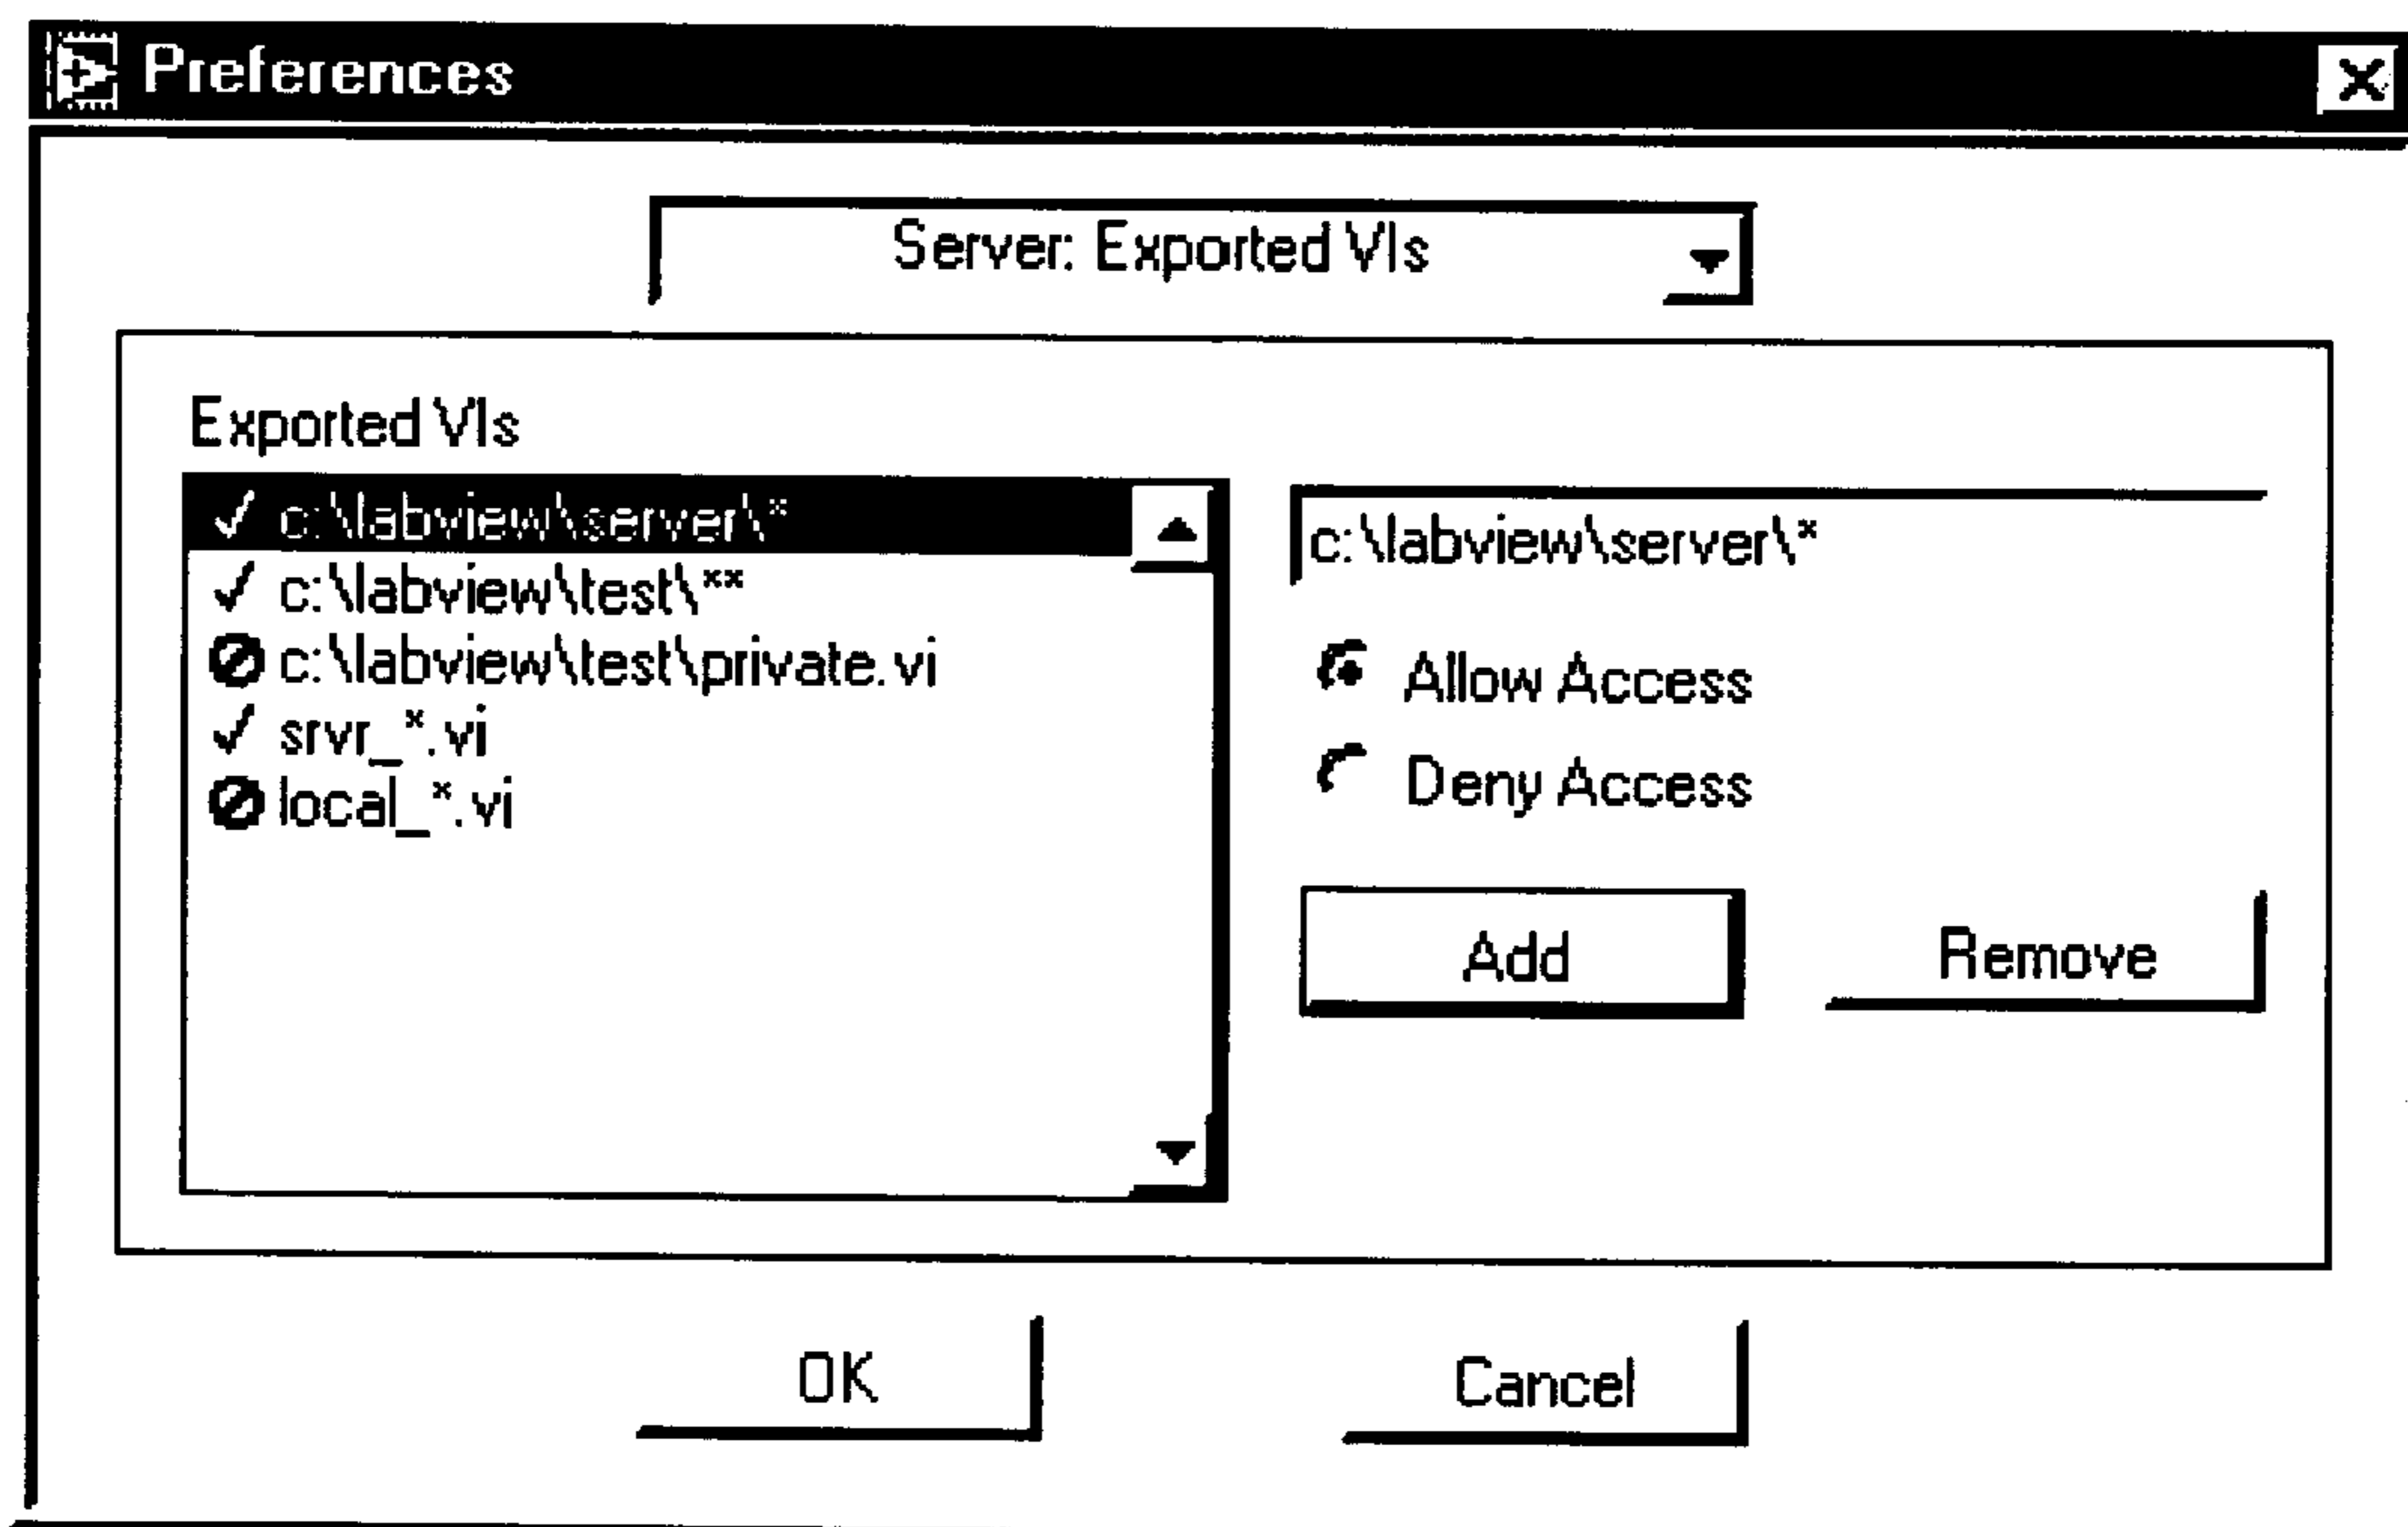 Preferences
Server: Exported VIs
Exported VIs
c:\labview\server\*
c:\labview\test\**
c:\labview\test\private.vi
srvr_*.vi
local_*.vi
c:\labview\server\*
Allow Access
Deny Access
Add
Remove
OK
Cancel